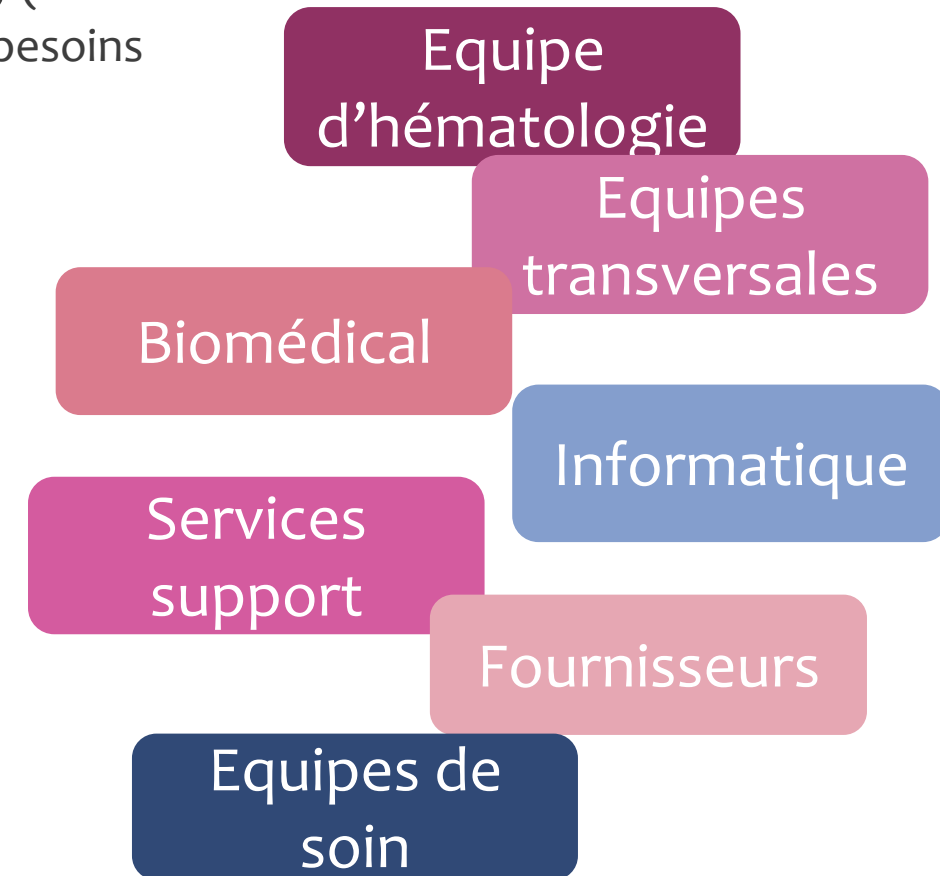 besoins
Equipe
d’hématologie
Equipes
transversales
Biomédical
Informatique
Services
support
Fournisseurs
Equipes de
soin